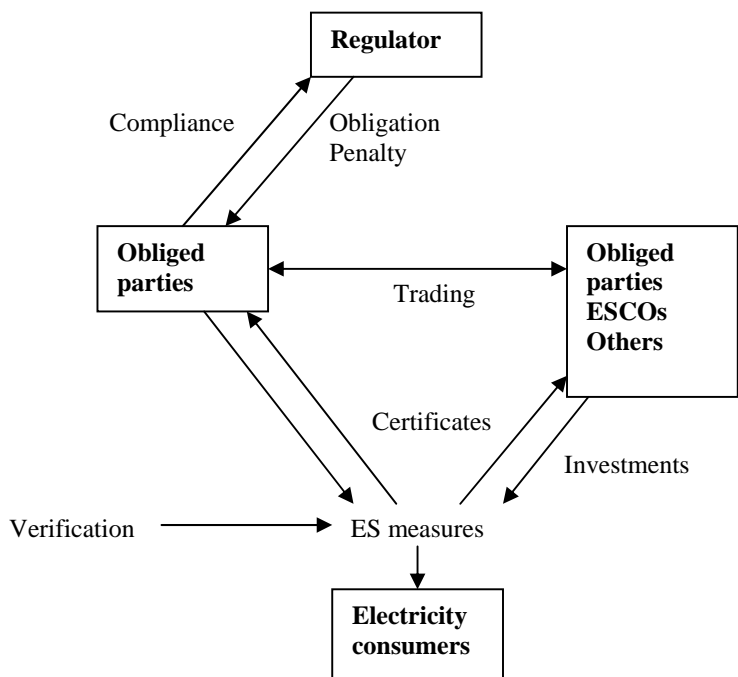 Regulator
Compliance
Obligation
Penalty
Obliged
parties
Trading
Obliged
parties
ESCOs
Others
Certificates
Investments
Verification
ES measures
Electricity
consumers